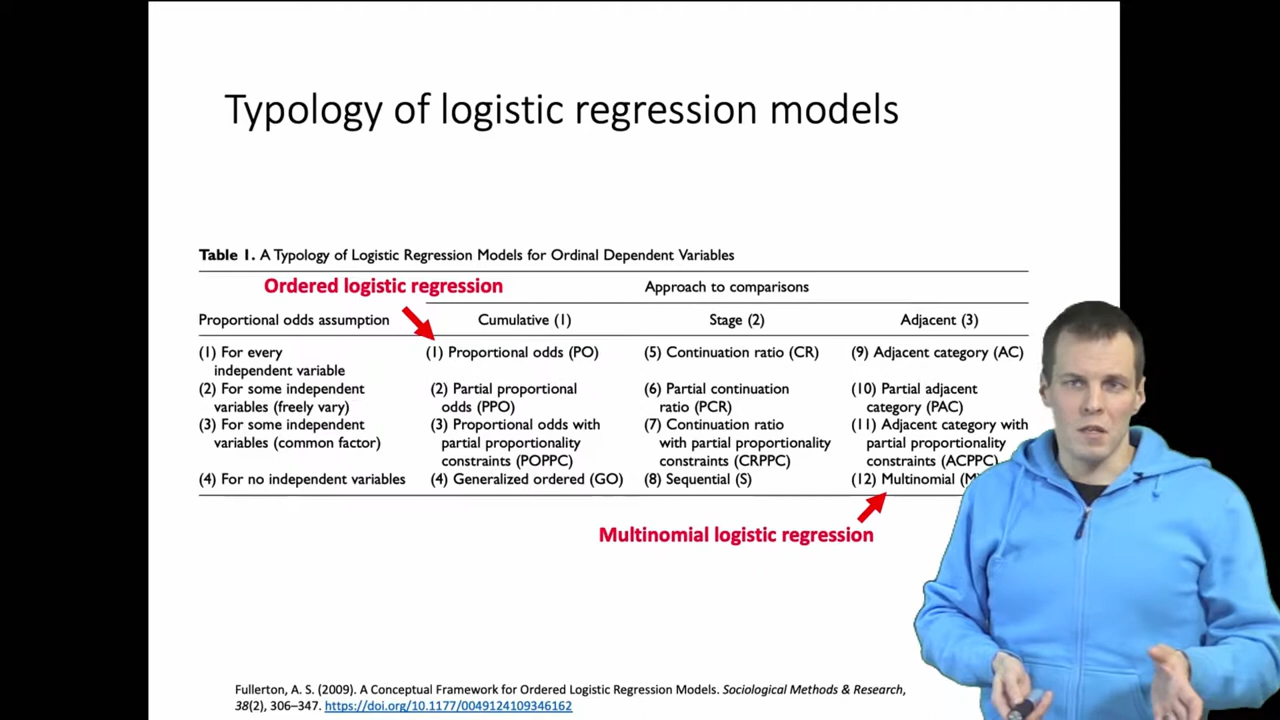 Typology of logistic regression models
Table 1. A Typology of Logistic Regression Models for Ordinal Dependent Variables
Ordered logistic regression
Approach to comparisons
Proportional odds assumption Cumulative (1) Stage (2) Adjacent (3)
(1) For every (1) Proportional odds (PO) (5) Continuation ratio (CR) (9) Adjacent category (AC)
independent variable
(2) For some independent (2) Partial proportional (6) Partial continuation (10) Partial adjacent
variables (freely vary) odds (PPO) ratio (PCR) category (PAC)
(3) For some independent (3) Proportional odds with (7) Continuation ratio (11) Adjacent category with
variables (common factor) partial proportionality with partial proportionality partial proportionality
constraints (POPPC) constraints (CRPPC) constraints (ACPPC)
(4) For no independent variables (4) Generalized ordered (GO) (8) Sequential (S) (12) Multinomial
Multinomial logistic regression
Fullerton, A. S. (2009). A Conceptual Framework for Ordered Logistic Regression Models. Sociological Methods & Research,
38(2), 306–347. https://doi.org/10.1177/0049124109346162